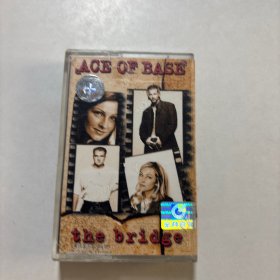 ACE OF BASE
the bridge